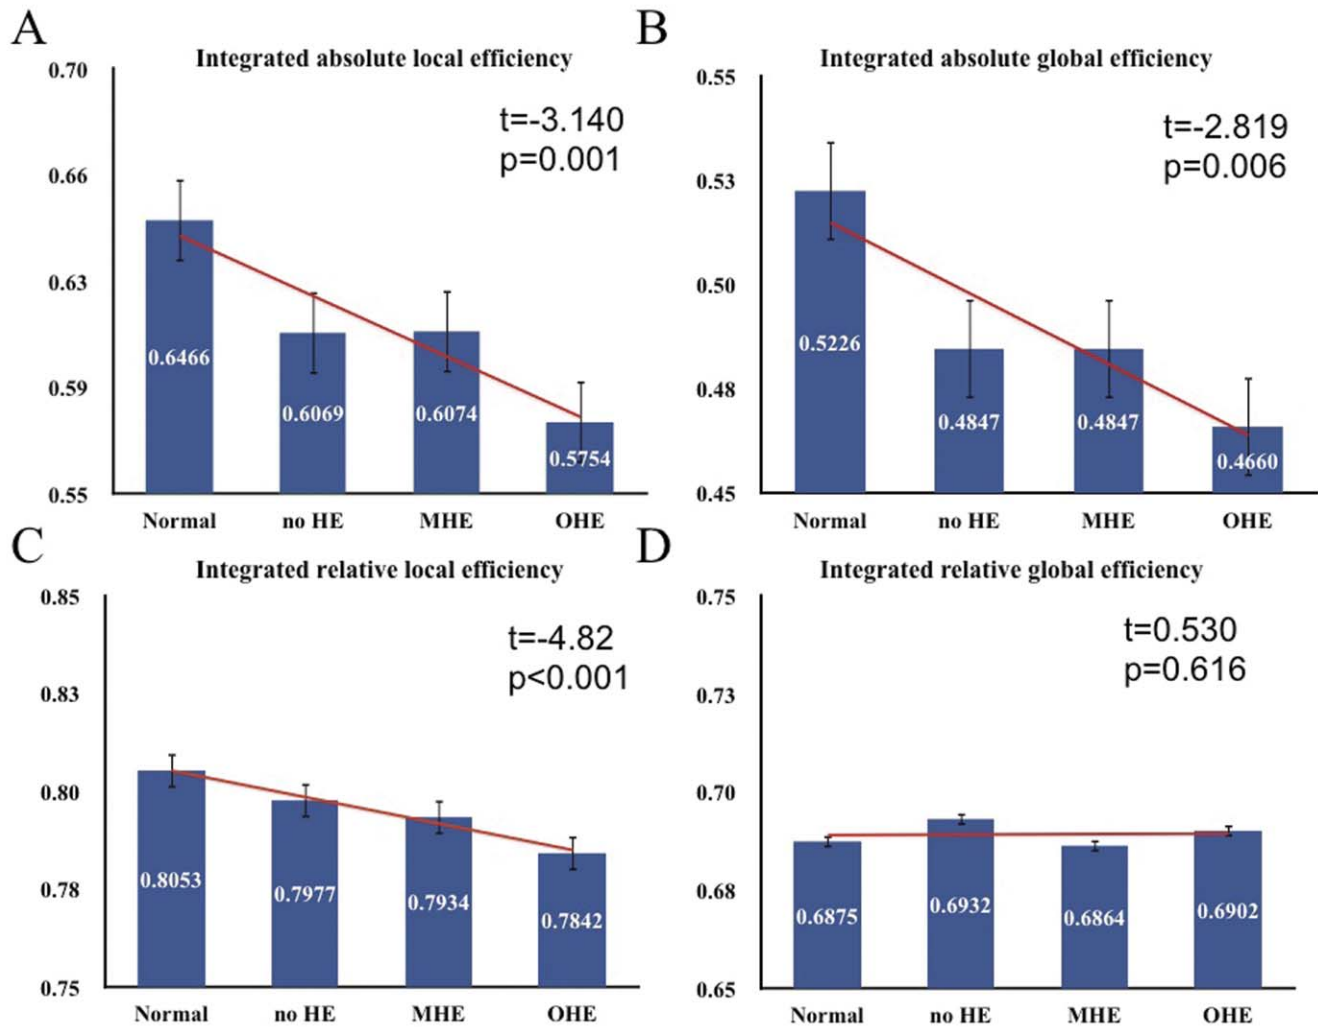 A
Integrated absolute local efficiency
0.70
0.66
0.63
0.59
0.55
t=-3.140
p=0.001
0.6466
0.6069
0.6074
0.5754
Normal
no HE
MHE
OHE
B
Integrated absolute global efficiency
0.55
0.53
0.50
0.48
0.45
t=-2.819
p=0.006
0.5226
0.4847
0.4847
0.4660
Normal
no HE
MHE
OHE
C
Integrated relative local efficiency
0.85
0.83
0.80
0.78
0.75
t=-4.82
p<0.001
0.8053
0.7977
0.7934
0.7842
Normal
no HE
MHE
OHE
D
Integrated relative global efficiency
0.75
0.73
0.70
0.68
0.65
t=0.530
p=0.616
0.6875
0.6932
0.6864
0.6902
Normal
no HE
MHE
OHE